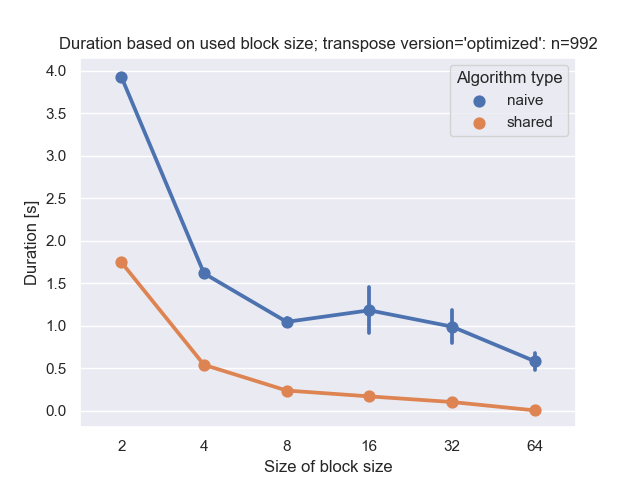 Duration based on used block size; transpose version='optimized': n=992
Algorithm type
naive
shared
4.0
3.5
3.0
2.5
2.0
1.5
1.0
0.5
0.0
Duration [s]
2 4 8 16 32 64
Size of block size